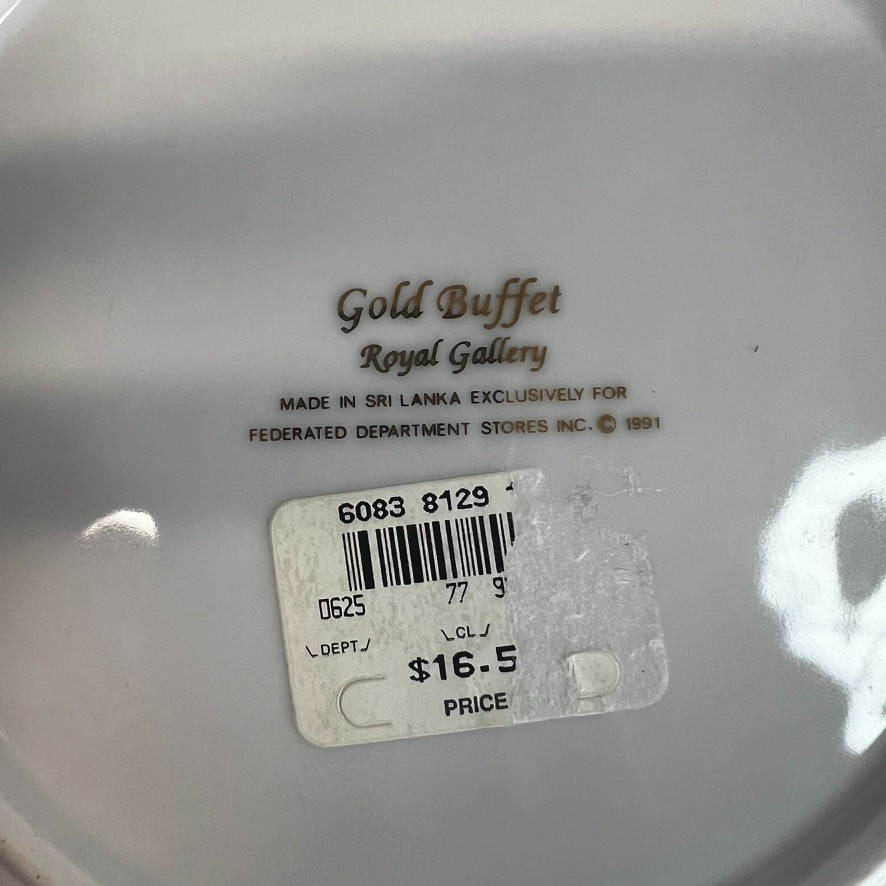 Gold Buffet
Royal Gallery
MADE IN SRI LANKA EXCLUSIVELY FOR
FEDERATED DEPARTMENT STORES INC. © 1991
6083 8129
0625 77 9
DEPT CL
$16.5
PRICE